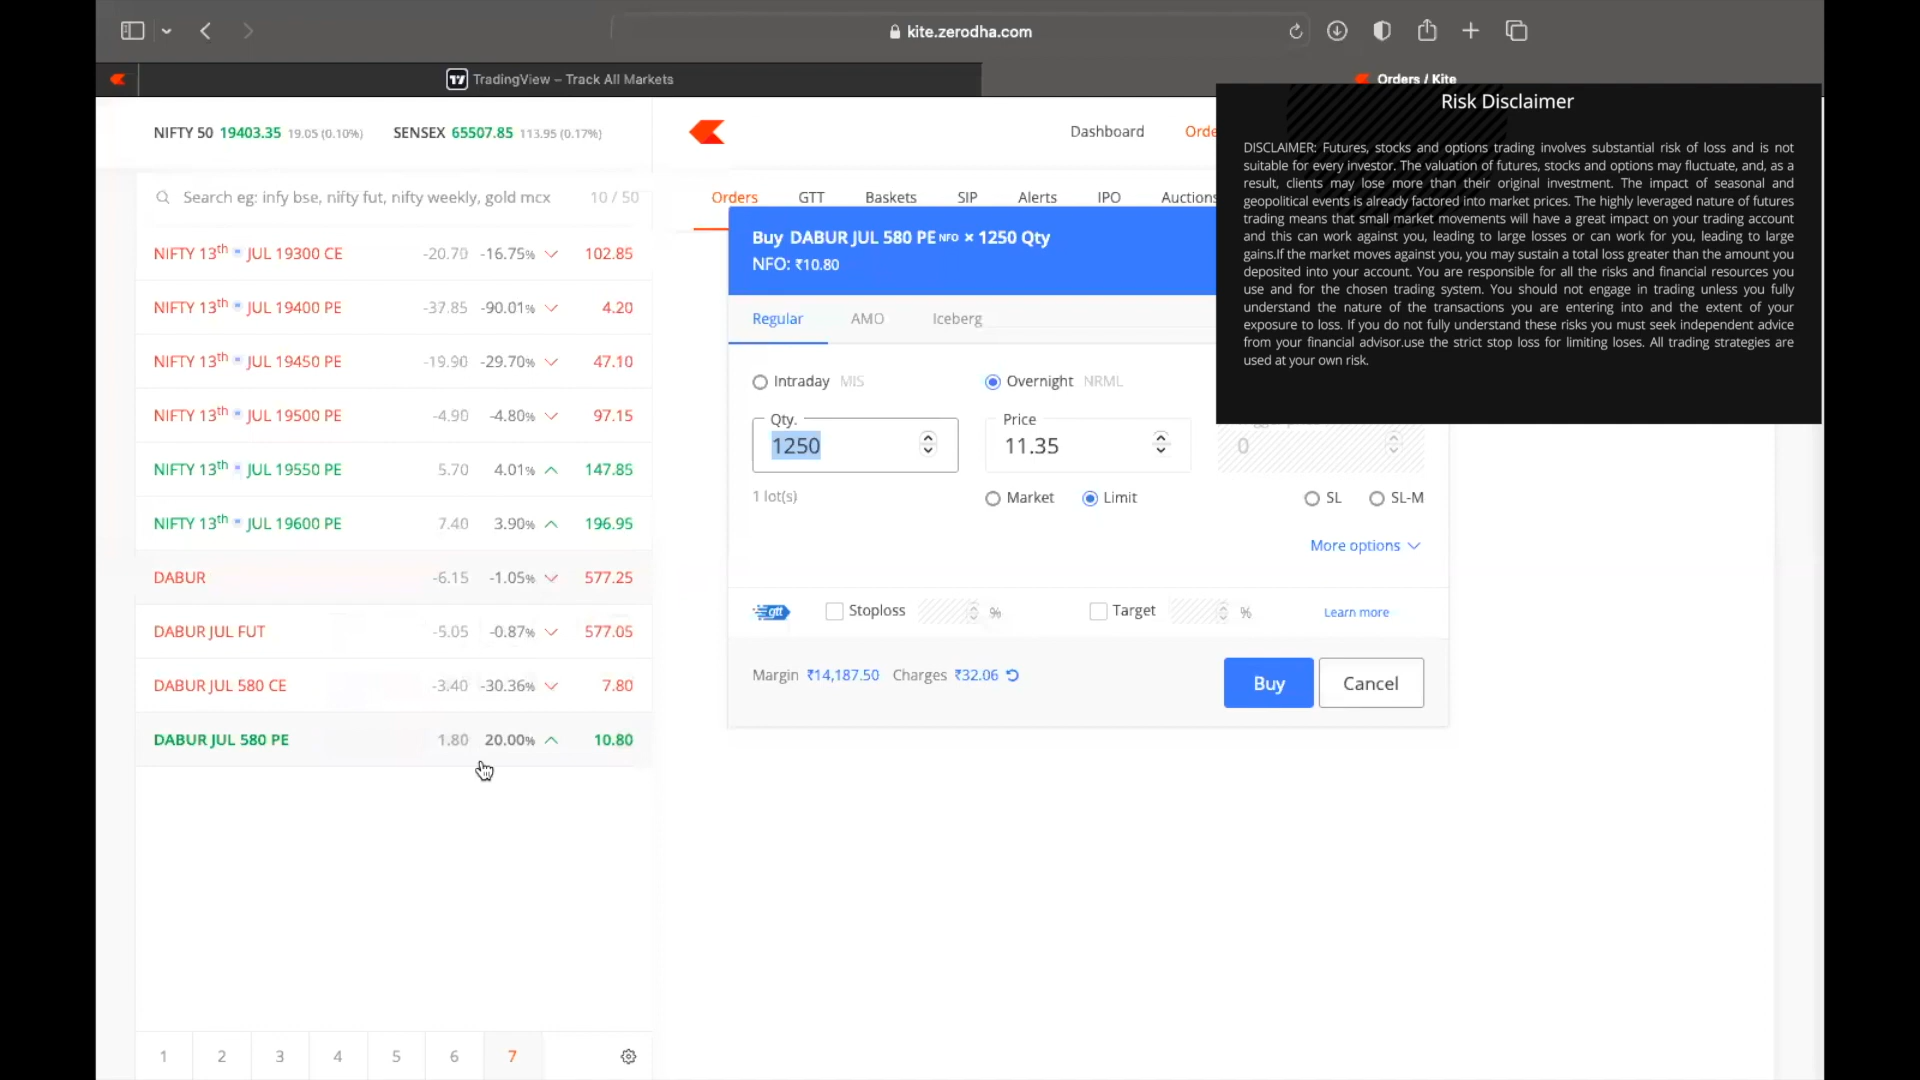 kite.zerodha.com
TradingView – Track All Markets
Orders / Kite
NIFTY 50 19403.35 19.05 (0.10%) SENSEX 65507.85 113.95 (0.17%)
Dashboard
Search eg: infy bse, nifty fut, nifty weekly, gold mcx 10 / 50
Orders GTT Baskets SIP Alerts IPO Auctions
NIFTY 13th JUL 19300 CE -20.70 -16.75% 102.85
NIFTY 13th JUL 19400 PE -37.85 -90.01% 4.20
NIFTY 13th JUL 19450 PE -19.90 -29.70% 47.10
NIFTY 13th JUL 19500 PE -4.90 -4.80% 97.15
NIFTY 13th JUL 19550 PE 5.70 4.01% 147.85
NIFTY 13th JUL 19600 PE 7.40 3.90% 196.95
DABUR -6.15 -1.05% 577.25
DABUR JUL FUT -5.05 -0.87% 577.05
DABUR JUL 580 CE -3.40 -30.36% 7.80
DABUR JUL 580 PE 1.80 20.00% 10.80
1 2 3 4 5 6 7
Buy DABUR JUL 580 PE NFO × 1250 Qty
NFO: ₹10.80
Regular AMO Iceberg
Intraday MIS Overnight NRML
Qty. Price
1250 11.35 0
1 lot(s) Market Limit SL SL-M
More options
gtt Stoploss % Target % Learn more
Margin ₹14,187.50 Charges ₹32.06 Buy Cancel
Risk Disclaimer
DISCLAIMER: Futures, stocks and options trading involves substantial risk of loss and is not
suitable for every investor. The valuation of futures, stocks and options may fluctuate, and, as a
result, clients may lose more than their original investment. The impact of seasonal and
geopolitical events is already factored into market prices. The highly leveraged nature of futures
trading means that small market movements will have a great impact on your trading account
and this can work against you, leading to large losses or can work for you, leading to large
gains.If the market moves against you, you may sustain a total loss greater than the amount you
deposited into your account. You are responsible for all the risks and financial resources you
use and for the chosen trading system. You should not engage in trading unless you fully
understand the nature of the transactions you are entering into and the extent of your
exposure to loss. If you do not fully understand these risks you must seek independent advice
from your financial advisor.use the strict stop loss for limiting loses. All trading strategies are
used at your own risk.